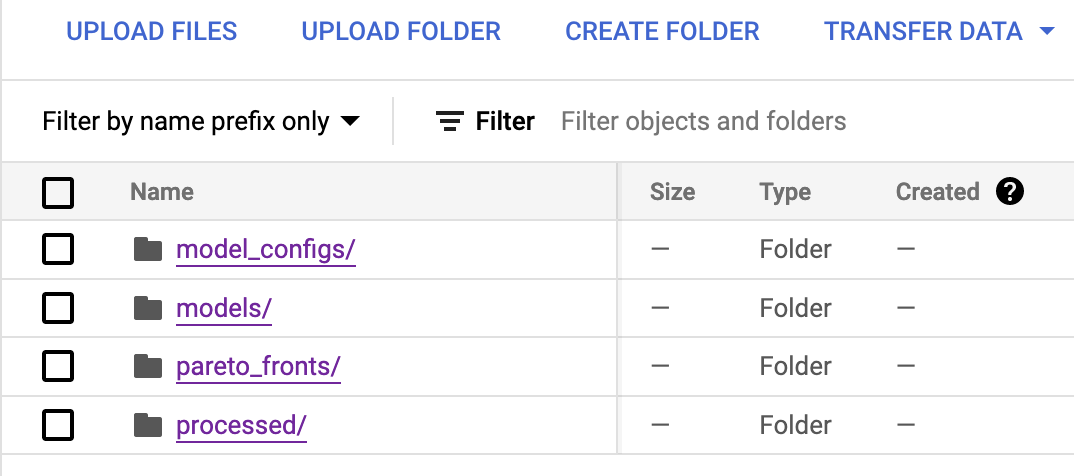 UPLOAD FILES UPLOAD FOLDER CREATE FOLDER TRANSFER DATA
Filter by name prefix only Filter Filter objects and folders
Name Size Type Created ?
model_configs/ — Folder —
models/ — Folder —
pareto_fronts/ — Folder —
processed/ — Folder —